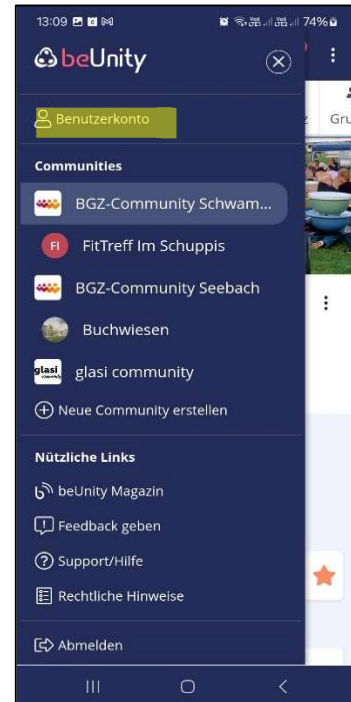 13:09
74%
beUnity
Benutzerkonto
Gru
Communities
BGZ-Community Schwam...
FI FitTreff Im Schuppis
BGZ-Community Seebach
Buchwiesen
glasi glasi community
Neue Community erstellen
Nützliche Links
beUnity Magazin
Feedback geben
Support/Hilfe
Rechtliche Hinweise
Abmelden